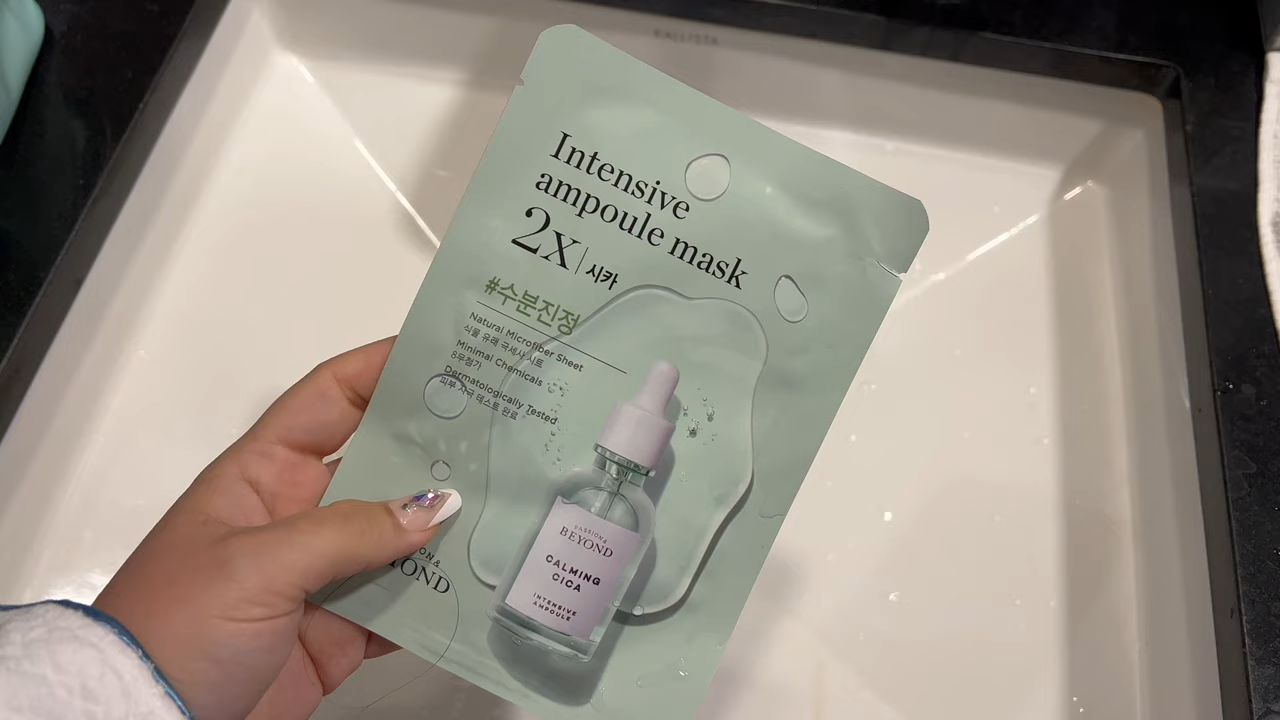 KALLISTA
Intensive
ampoule mask
2x | 시카
#수분진정
Natural Microfiber Sheet
식물 유래 극세사 시트
Minimal Chemicals
8무첨가
Dermatologically Tested
피부 자극 테스트 완료
PASSION&
BEYOND
CALMING
CICA
INTENSIVE
AMPOULE